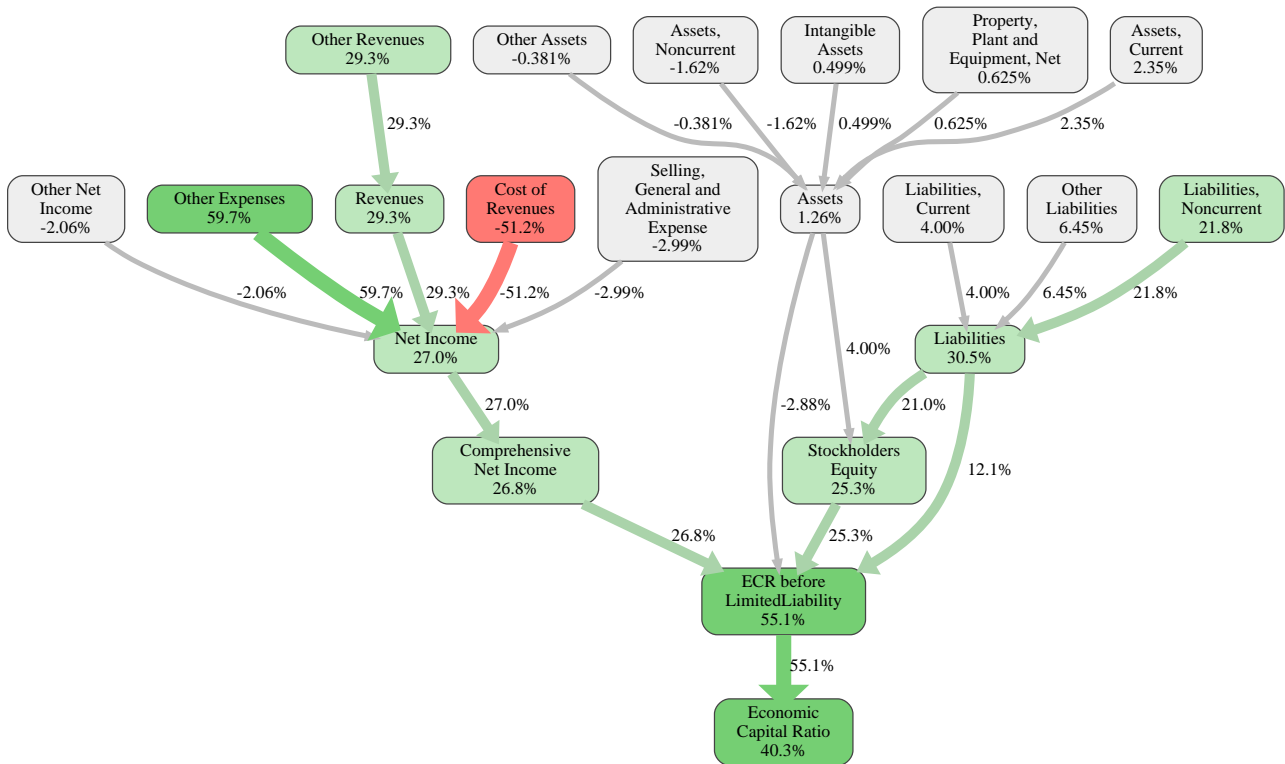 Other Revenues
29.3%
Other Assets
-0.381%
Assets,
Noncurrent
-1.62%
Intangible
Assets
0.499%
Property,
Plant and
Equipment, Net
0.625%
Assets,
Current
2.35%
29.3%
-0.381%
-1.62%
0.499%
0.625%
2.35%
Other Net
Income
-2.06%
Other Expenses
59.7%
Revenues
29.3%
Cost of
Revenues
-51.2%
Selling,
General and
Administrative
Expense
-2.99%
Assets
1.26%
Liabilities,
Current
4.00%
Other
Liabilities
6.45%
Liabilities,
Noncurrent
21.8%
-2.06%
59.7%
29.3%
-51.2%
-2.99%
4.00%
6.45%
21.8%
Net Income
27.0%
4.00%
Liabilities
30.5%
27.0%
-2.88%
21.0%
Comprehensive
Net Income
26.8%
Stockholders
Equity
25.3%
12.1%
26.8%
25.3%
ECR before
LimitedLiability
55.1%
55.1%
Economic
Capital Ratio
40.3%